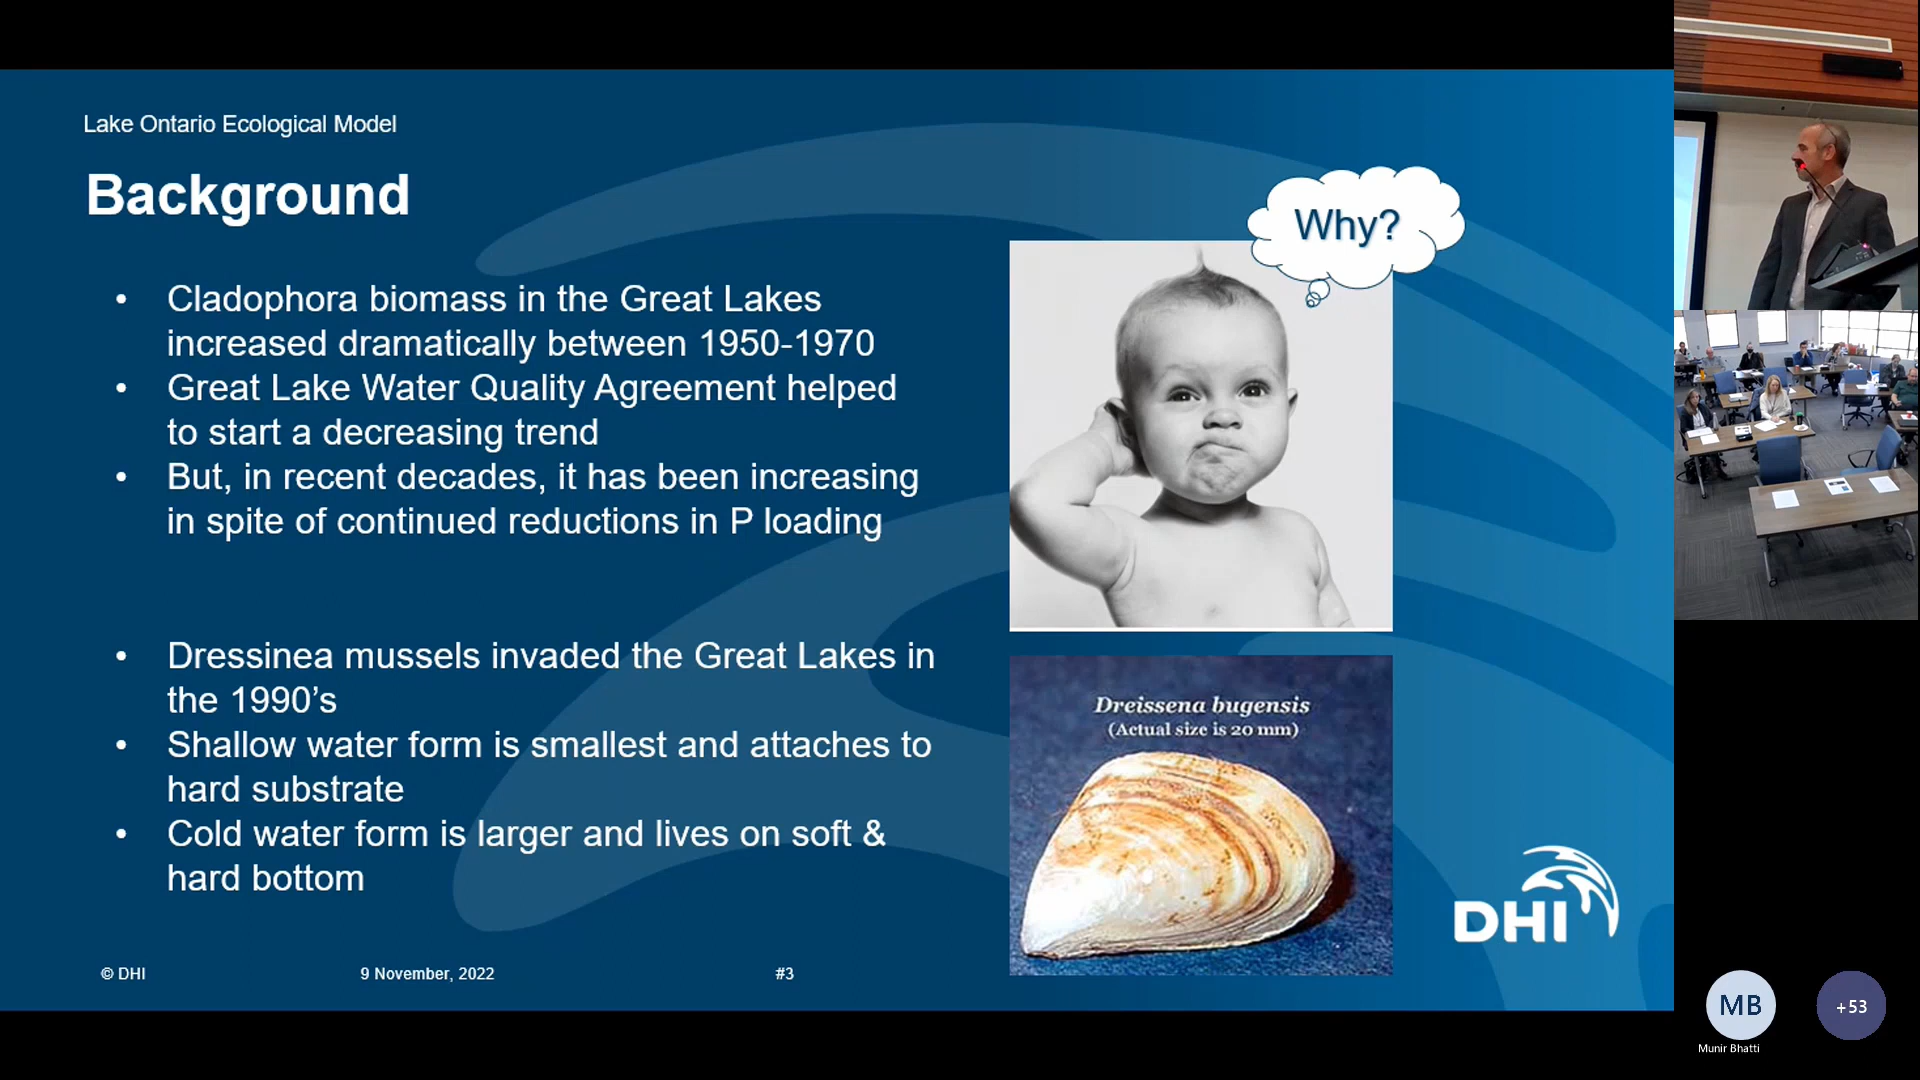 Lake Ontario Ecological Model
Background
Why?
• Cladophora biomass in the Great Lakes
increased dramatically between 1950-1970
• Great Lake Water Quality Agreement helped
to start a decreasing trend
• But, in recent decades, it has been increasing
in spite of continued reductions in P loading
• Dressinea mussels invaded the Great Lakes in
the 1990’s
• Shallow water form is smallest and attaches to
hard substrate
• Cold water form is larger and lives on soft &
hard bottom
Dreissena bugensis
(Actual size is 20 mm)
DHI
© DHI
9 November, 2022
#3
MB
Munir Bhatti
+53